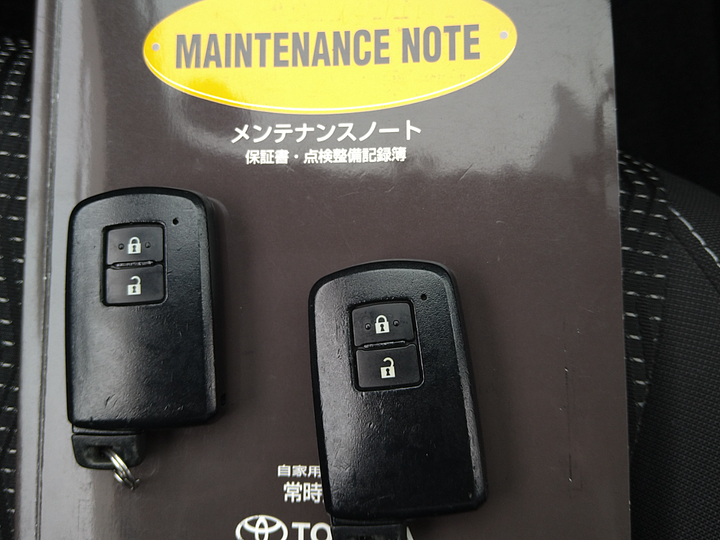 MAINTENANCE NOTE
メンテナンスノート
保証書・点検整備記録簿
自家用
常時
TO